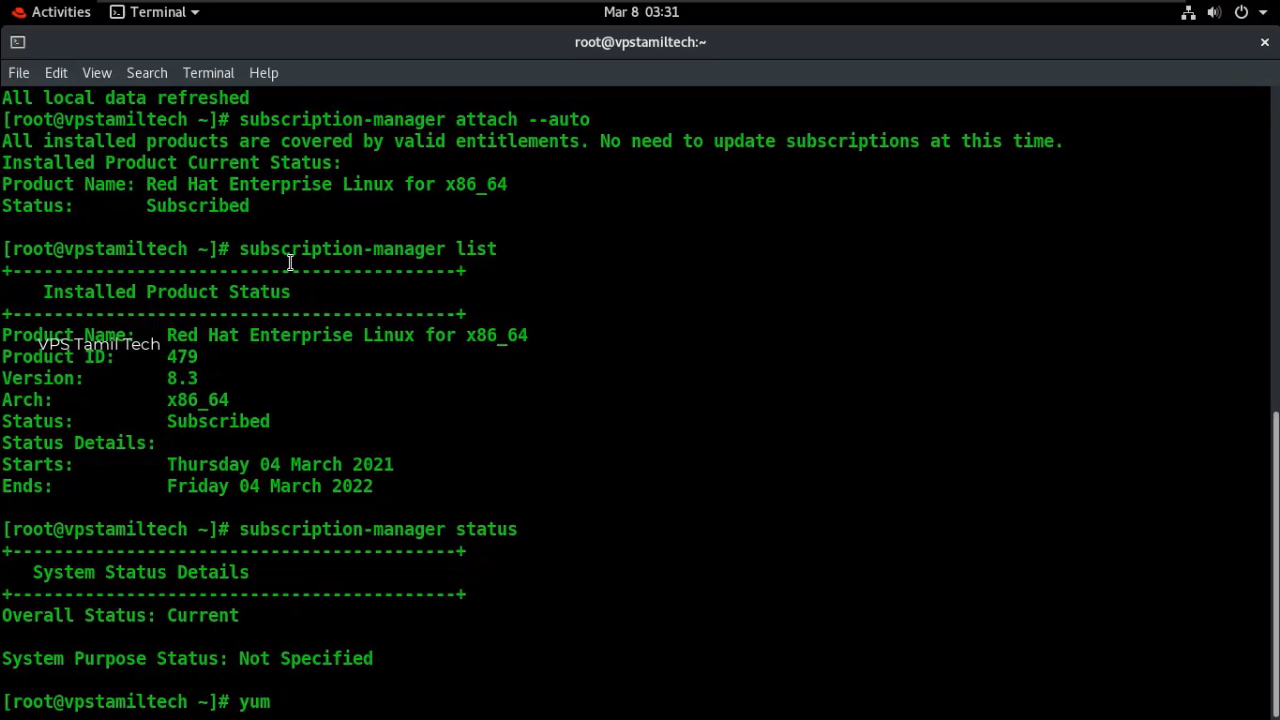 Activities Terminal Mar 8 03:31
root@vpstamiltech:~
File Edit View Search Terminal Help
All local data refreshed
[root@vpstamiltech ~]# subscription-manager attach --auto
All installed products are covered by valid entitlements. No need to update subscriptions at this time.
Installed Product Current Status:
Product Name: Red Hat Enterprise Linux for x86_64
Status:       Subscribed
[root@vpstamiltech ~]# subscription-manager list
+-------------------------------------------+
    Installed Product Status
+-------------------------------------------+
Product Name:   Red Hat Enterprise Linux for x86_64
VPS Tamil Tech
Product ID:     479
Version:        8.3
Arch:           x86_64
Status:         Subscribed
Status Details:
Starts:         Thursday 04 March 2021
Ends:           Friday 04 March 2022
[root@vpstamiltech ~]# subscription-manager status
+-------------------------------------------+
   System Status Details
+-------------------------------------------+
Overall Status: Current
System Purpose Status: Not Specified
[root@vpstamiltech ~]# yum